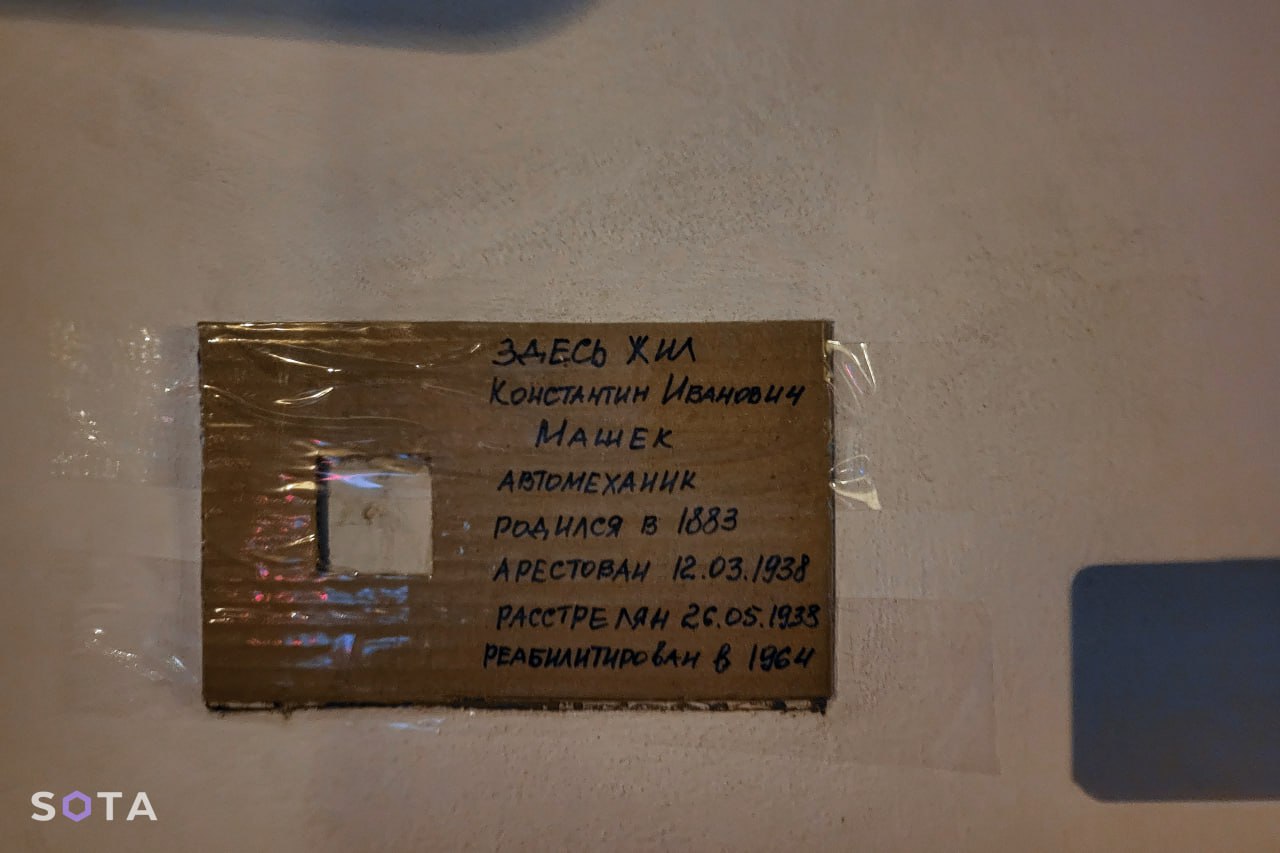 ЗДЕСЬ ЖИЛ
КОНСТАНТИН ИВАНОВИЧ
МАШЕК
АВТОМЕХАНИК
РОДИЛСЯ В 1883
АРЕСТОВАН 12.03.1938
РАССТРЕЛЯН 26.05.1938
РЕАБИЛИТИРОВАН В 1964
SOTA